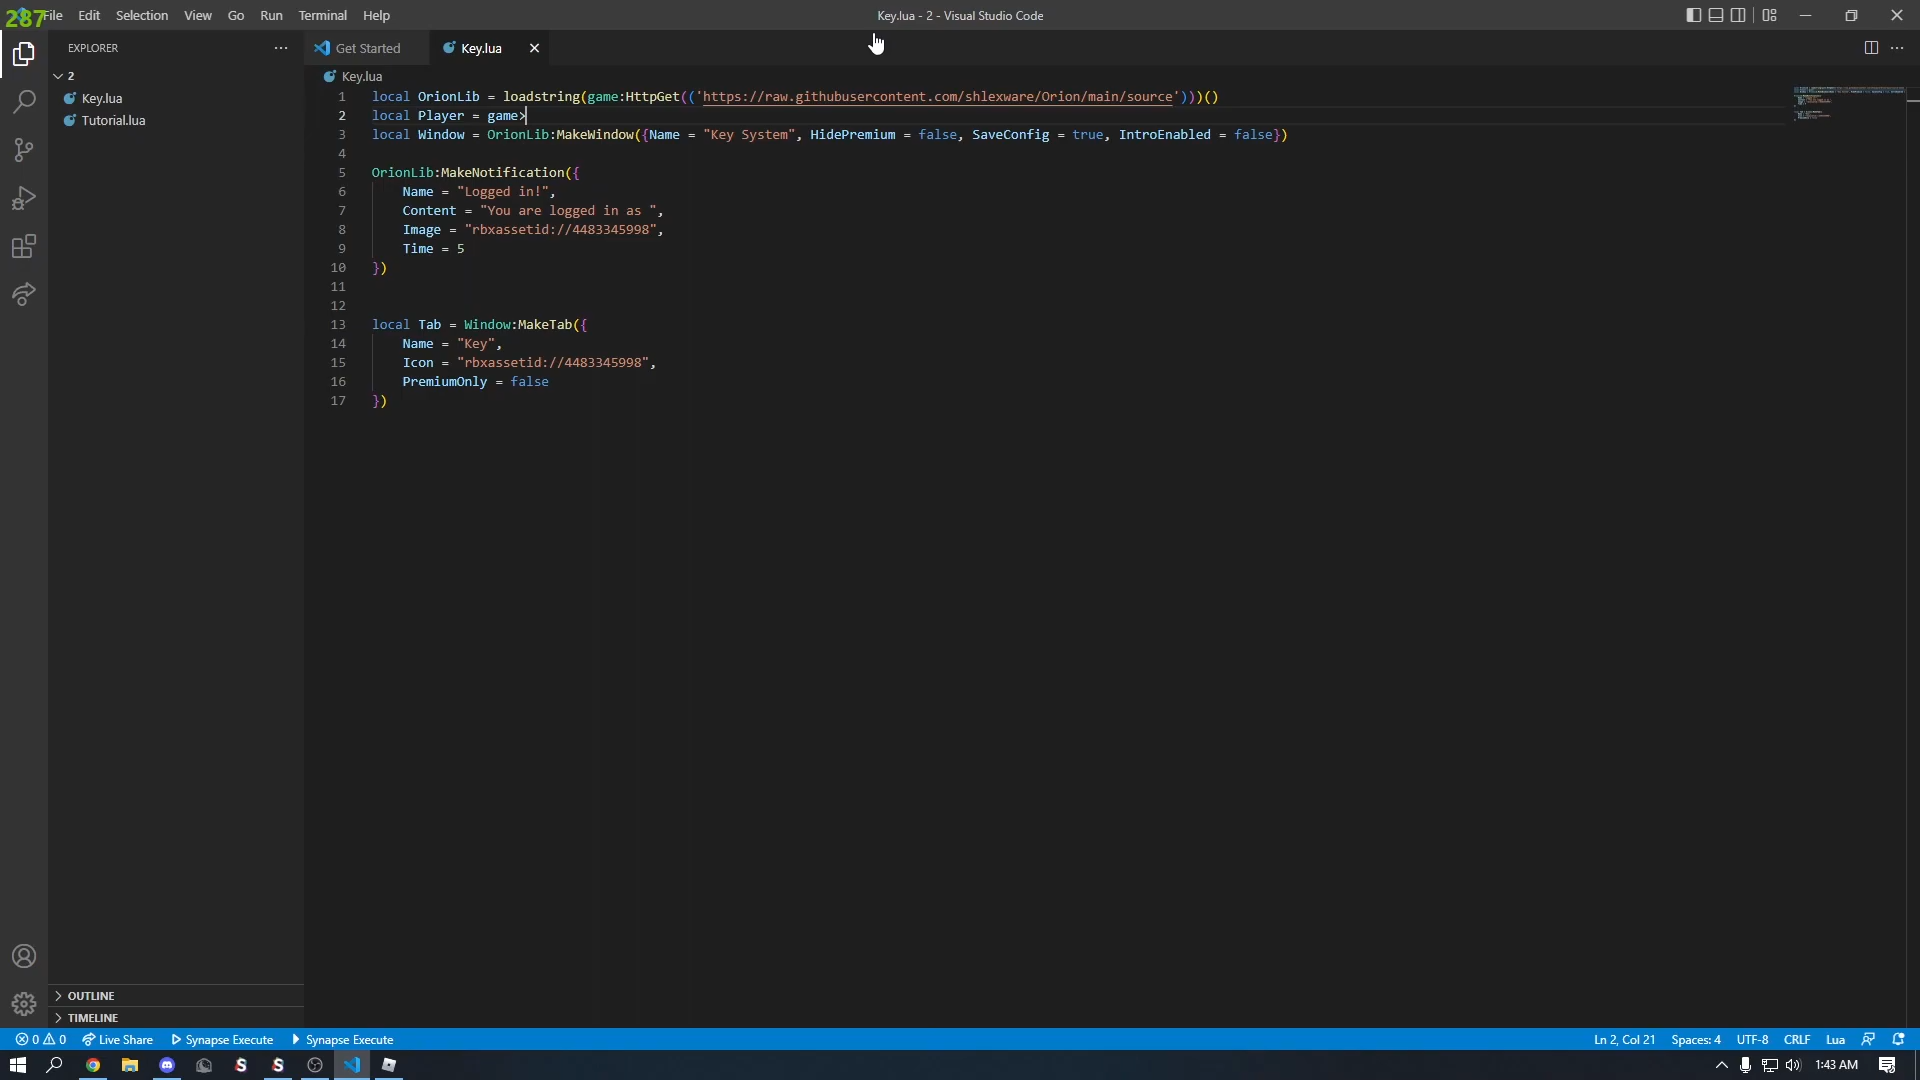 287
File Edit Selection View Go Run Terminal Help
Key.lua - 2 - Visual Studio Code
EXPLORER
2
Key.lua
Tutorial.lua
Get Started
Key.lua
Key.lua
1 local OrionLib = loadstring(game:HttpGet(('https://raw.githubusercontent.com/shlexware/Orion/main/source')))()
2 local Player = game>
3 local Window = OrionLib:MakeWindow({Name = "Key System", HidePremium = false, SaveConfig = true, IntroEnabled = false})
4
5 OrionLib:MakeNotification({
6 Name = "Logged in!",
7 Content = "You are logged in as ",
8 Image = "rbxassetid://4483345998",
9 Time = 5
10 })
11
12
13 local Tab = Window:MakeTab({
14 Name = "Key",
15 Icon = "rbxassetid://4483345998",
16 PremiumOnly = false
17 })
OUTLINE
TIMELINE
0 0 Live Share Synapse Execute Synapse Execute
Ln 2, Col 21 Spaces: 4 UTF-8 CRLF Lua
1:43 AM